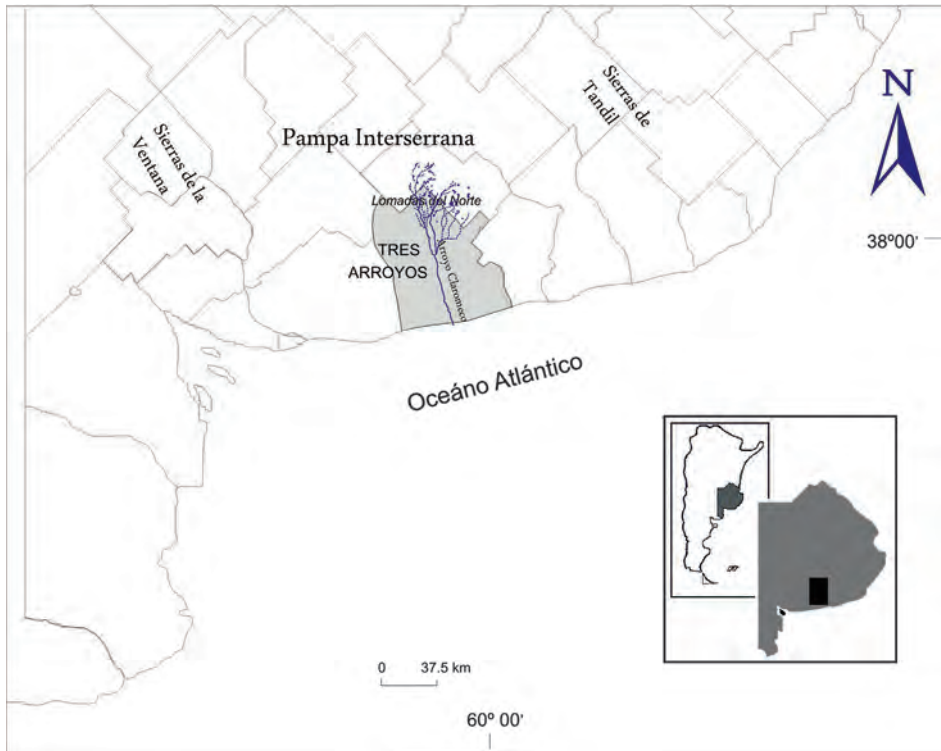 Sierras de
Tandil
N
Pampa Interserrana
Sierras de la
Ventana
Lomadas del Norte
38º00'
TRES
ARROYOS
Arroyo Claromeco
Oceáno Atlántico
0 37.5 km
60º 00'